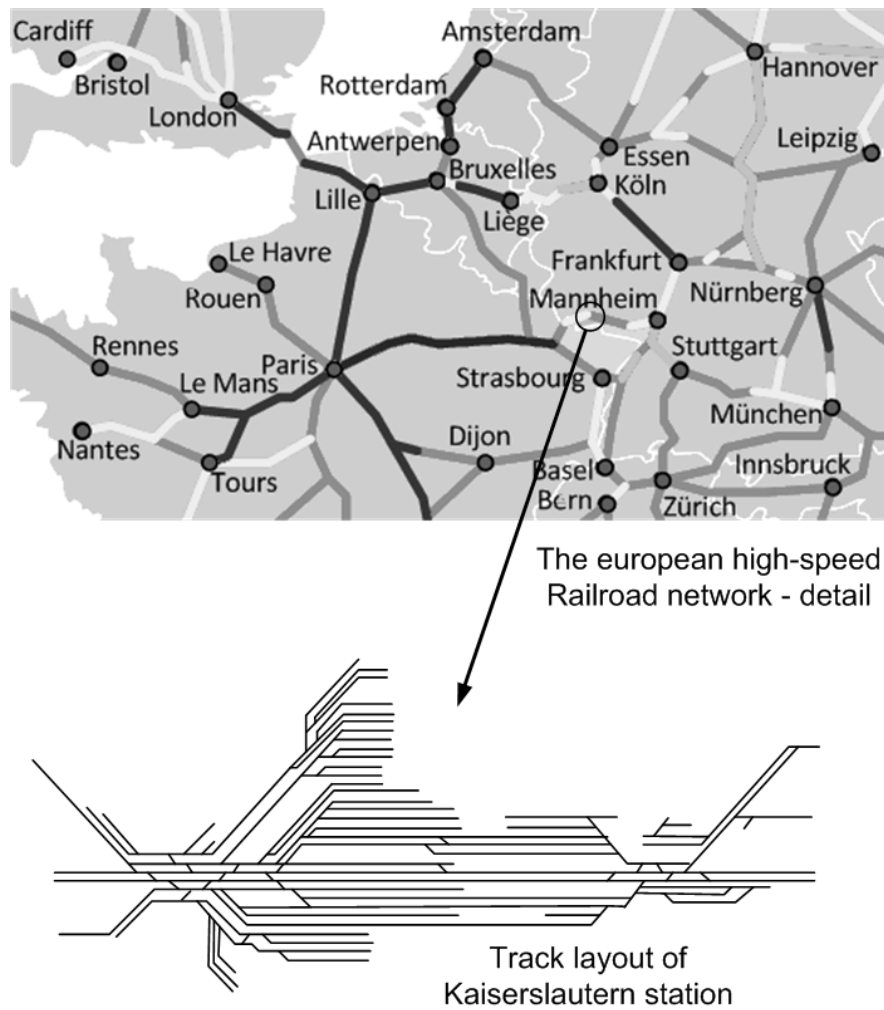 Cardiff
Bristol
London
Amsterdam
Rotterdam
Antwerpen
Bruxelles
Lille
Liege
Essen
Köln
Hannover
Leipzig
Le Havre
Rouen
Frankfurt
Mannheim
Nürnberg
Rennes
Le Mans
Paris
Strasbourg
Stuttgart
München
Nantes
Tours
Dijon
Basel
Bern
Zürich
Innsbruck
The european high-speed
Railroad network - detail
Track layout of
Kaiserslautern station